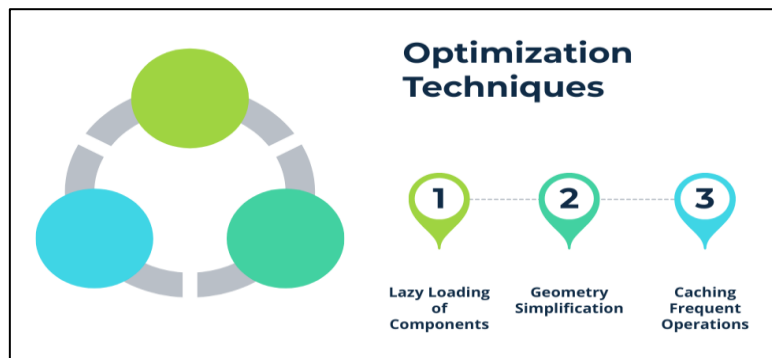 Optimization
Techniques
1
2
3
Lazy Loading
of
Components
Geometry
Simplification
Caching
Frequent
Operations